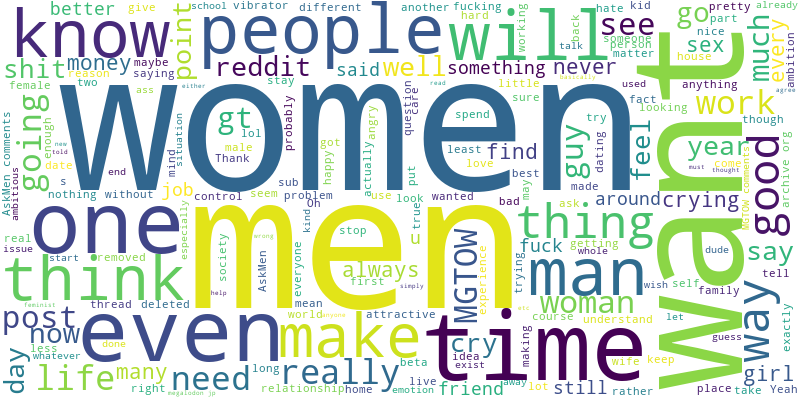 better
school
vibrator
different
another
fucking
hate
kid
pretty
part
already
give
know
people
will
see
go
every
ambition
point
hard
working
back
talk
someone
person
matter
nice
sex
house
much
shit
money
maybe
saying
reddit
said
well
something
never
anything
female
reason
two
ass
stay
question
care
little
sure
used
fact
looking
work
though
women
want
going
enough
date
s
situation
mind
gt
lol
male
Thank
probably
happy
got
actually
angry
spend
least
love
find
guy
try
dating
feel
year
come
archive org
agree
either
read
basically
new
told
end
nothing
without
job
control
seem
sub
problem
use
look
put
wanted
bad
best
may
made
around
must
thought
crying
good
AskMen comments
ambitious
MGTOW comments
one
men
thing
man
say
oh
kind
true
u
ask
getting
whole
dude
tell
real
issue
especially
society
AskMen
everyone
stop
always
first
MGTOW
experience
trying
fuck
woman
wish
self
family
exactly
think
removed
wrong
help
simply
etc
start
feminist
thread
deleted
mean
world
attractive
course
understand
let
way
post
now
even
make
time
anyone
guess
done
less
whatever
cry
idea
exist
making
wife
keep
day
life
many
need
really
long
beta
girl
right
relationship
home
emotion
live
away
friend
lot
still
rather
place
take
Yeah
megalodon jp